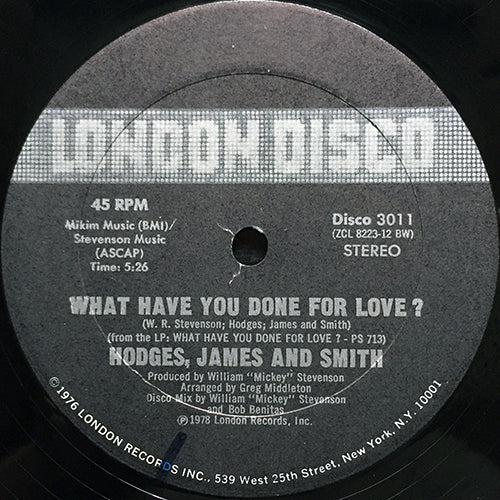 LONDON DISCO
45 RPM
Mikim Music (BMI)/
Stevenson Music
(ASCAP)
Time: 5:26
Disco 3011
(ZCL 8223-12 BW)
STEREO
WHAT HAVE YOU DONE FOR LOVE ?
(W. R. Stevenson; Hodges; James and Smith)
(from the LP: WHAT HAVE YOU DONE FOR LOVE ? - PS 713)
HODGES, JAMES AND SMITH
Produced by William "Mickey" Stevenson
Arranged by Greg Middleton
Disco Mix by William "Mickey" Stevenson
and Bob Benitas
℗ 1978 London Records, Inc.
©1976 LONDON RECORDS INC., 539 West 25th Street, New York, N.Y. 10001